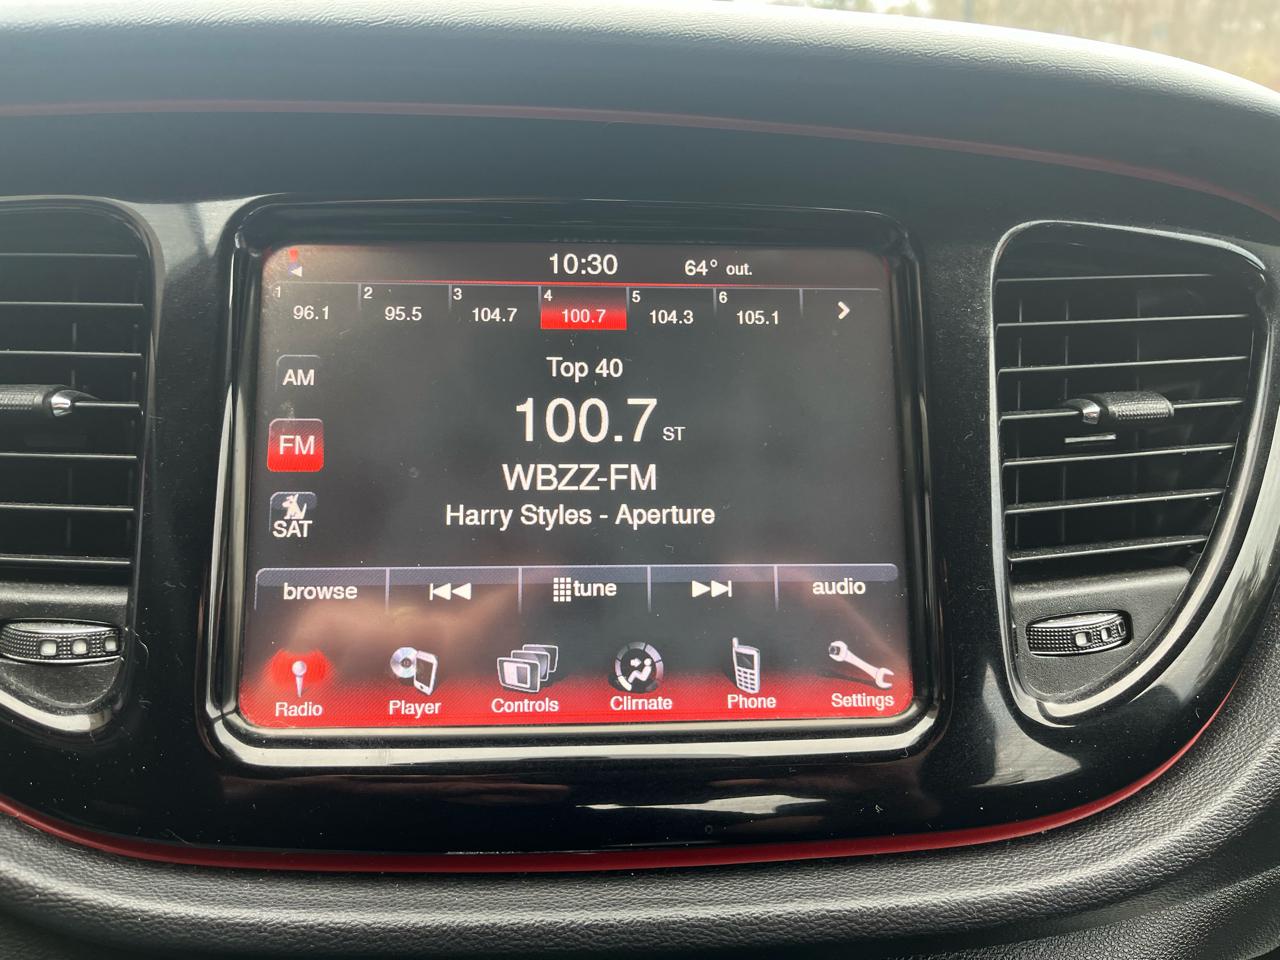 10:30 64° out.
1 96.1 2 95.5 3 104.7 4 100.7 5 104.3 6 105.1
Top 40
AM
100.7 ST
FM
WBZZ-FM
SAT
Harry Styles - Aperture
browse tune audio
Radio Player Controls Climate Phone Settings